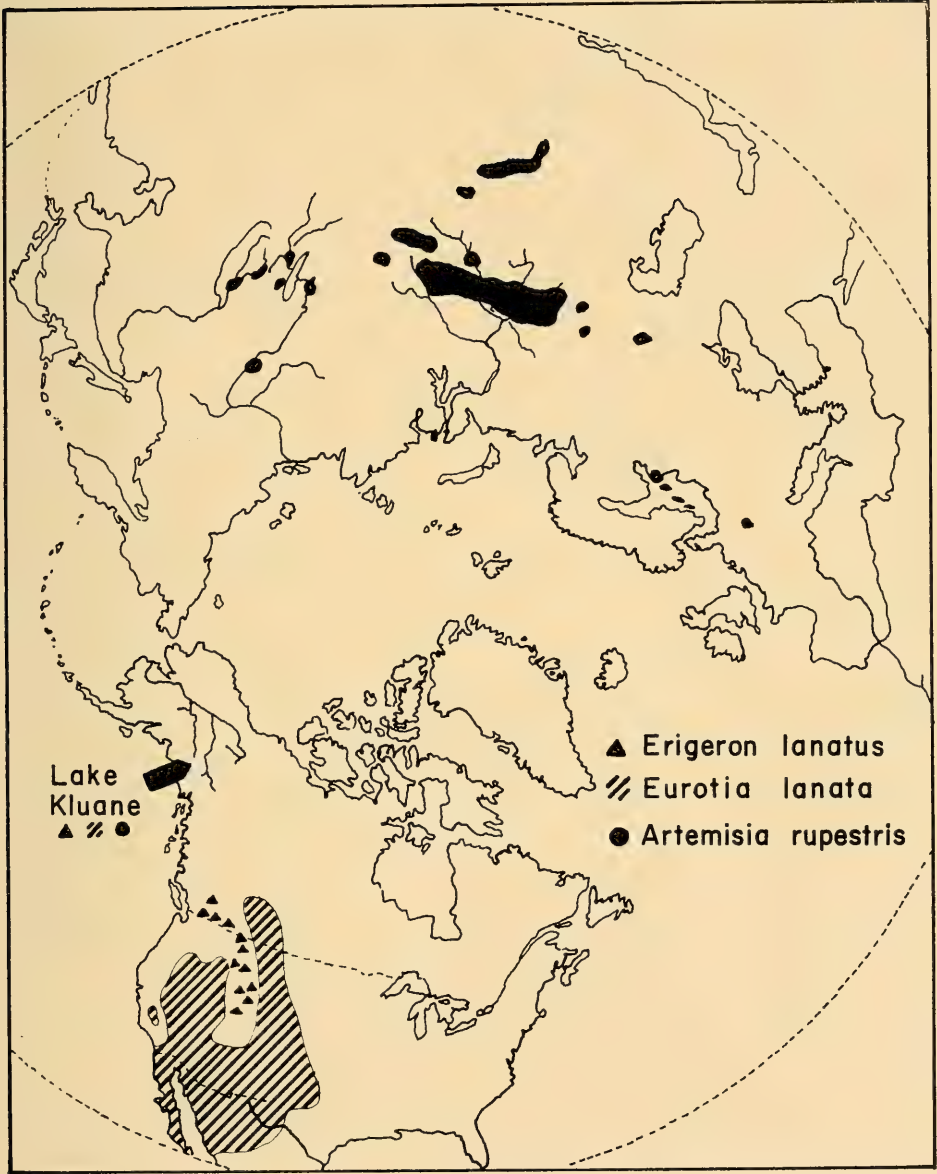 Lake
Kluane
▲ Erigeron lanatus
Eurotia lanata
● Artemisia rupestris